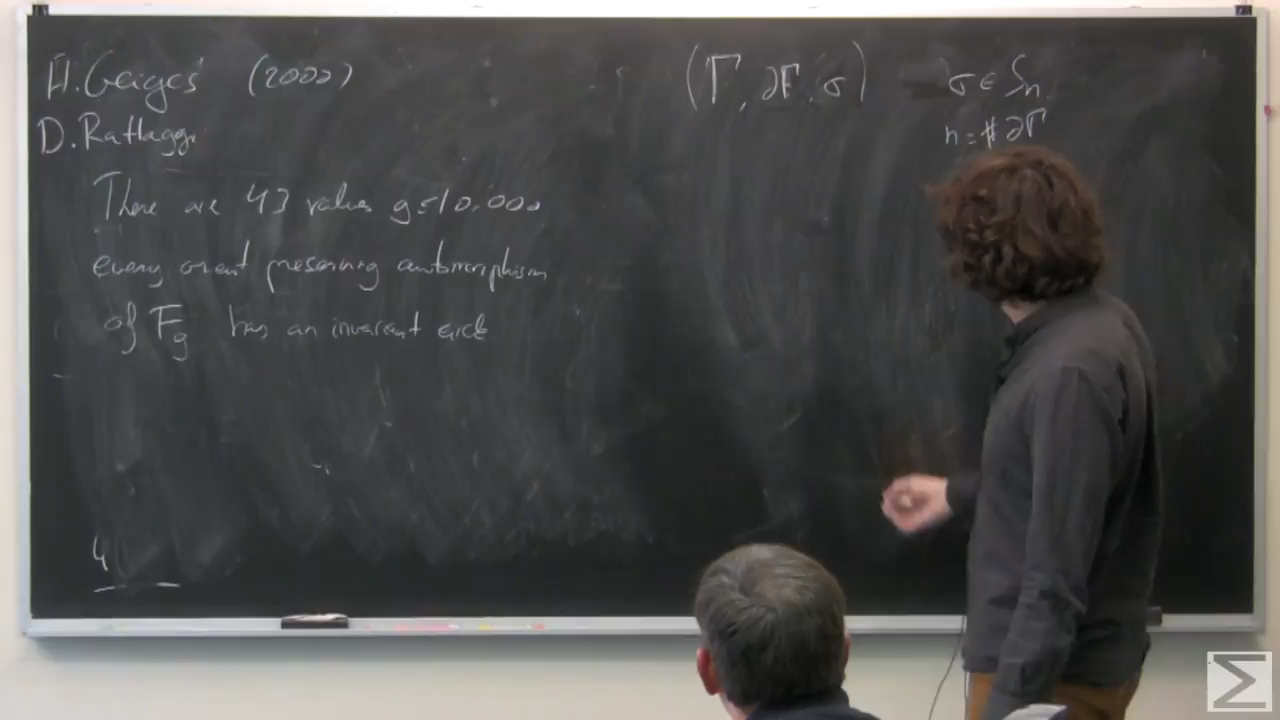 H. Geiges (2000)
D. Rattaggi
There are 43 values g ≤ 10.000
every orient preserving automorphism
of F_g has an invariant circle
4
(Γ, ∂Γ, σ) σ ∈ S_n
n = # ∂Γ
Σ